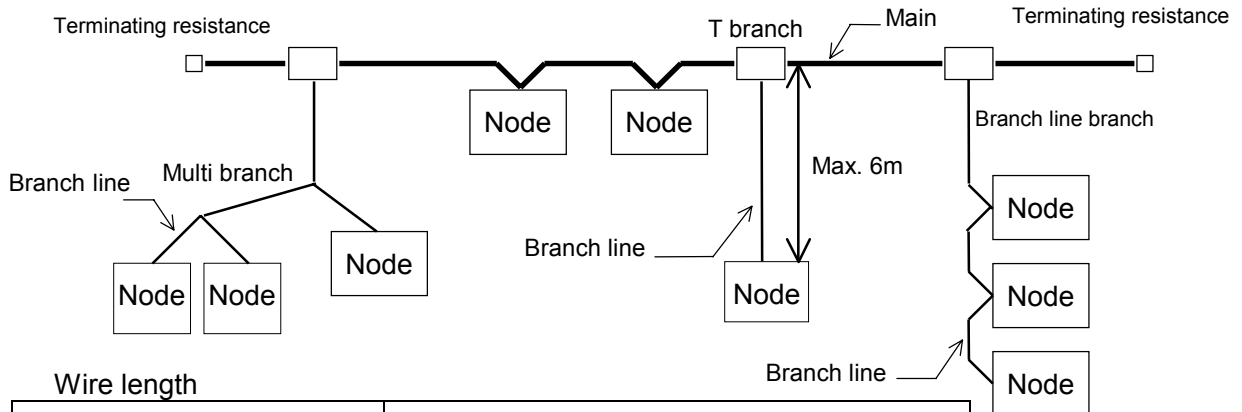 Terminating resistance
T branch
Main
Terminating resistance
Node
Node
Branch line branch
Max. 6m
Multi branch
Branch line
Node
Branch line
Node
Node
Node
Node
Node
Branch line
Node
Wire length